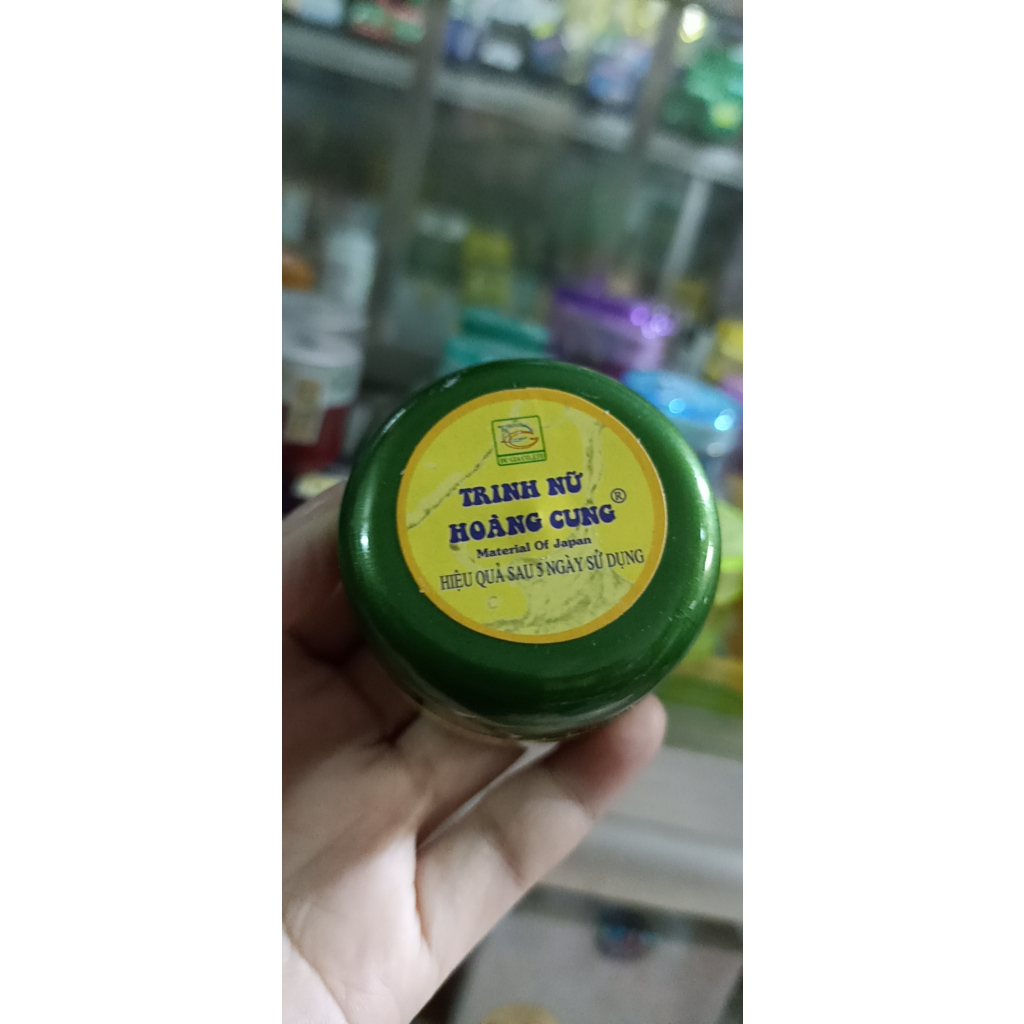 TRINH NỮ
HOÀNG CUNG ®
Material Of Japan
HIỆU QUẢ SAU 5 NGÀY SỬ DỤNG